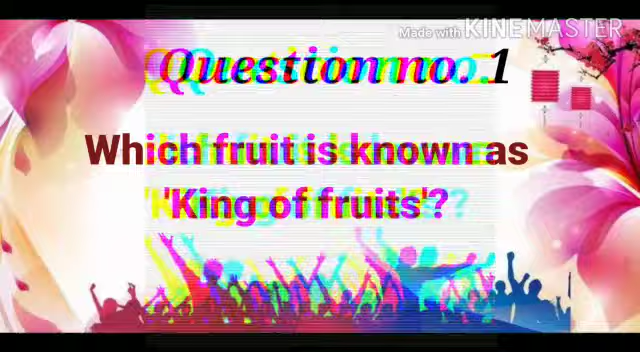 Made with KINEMASTER
Question no. 1
Which fruit is known as
'King of fruits'?